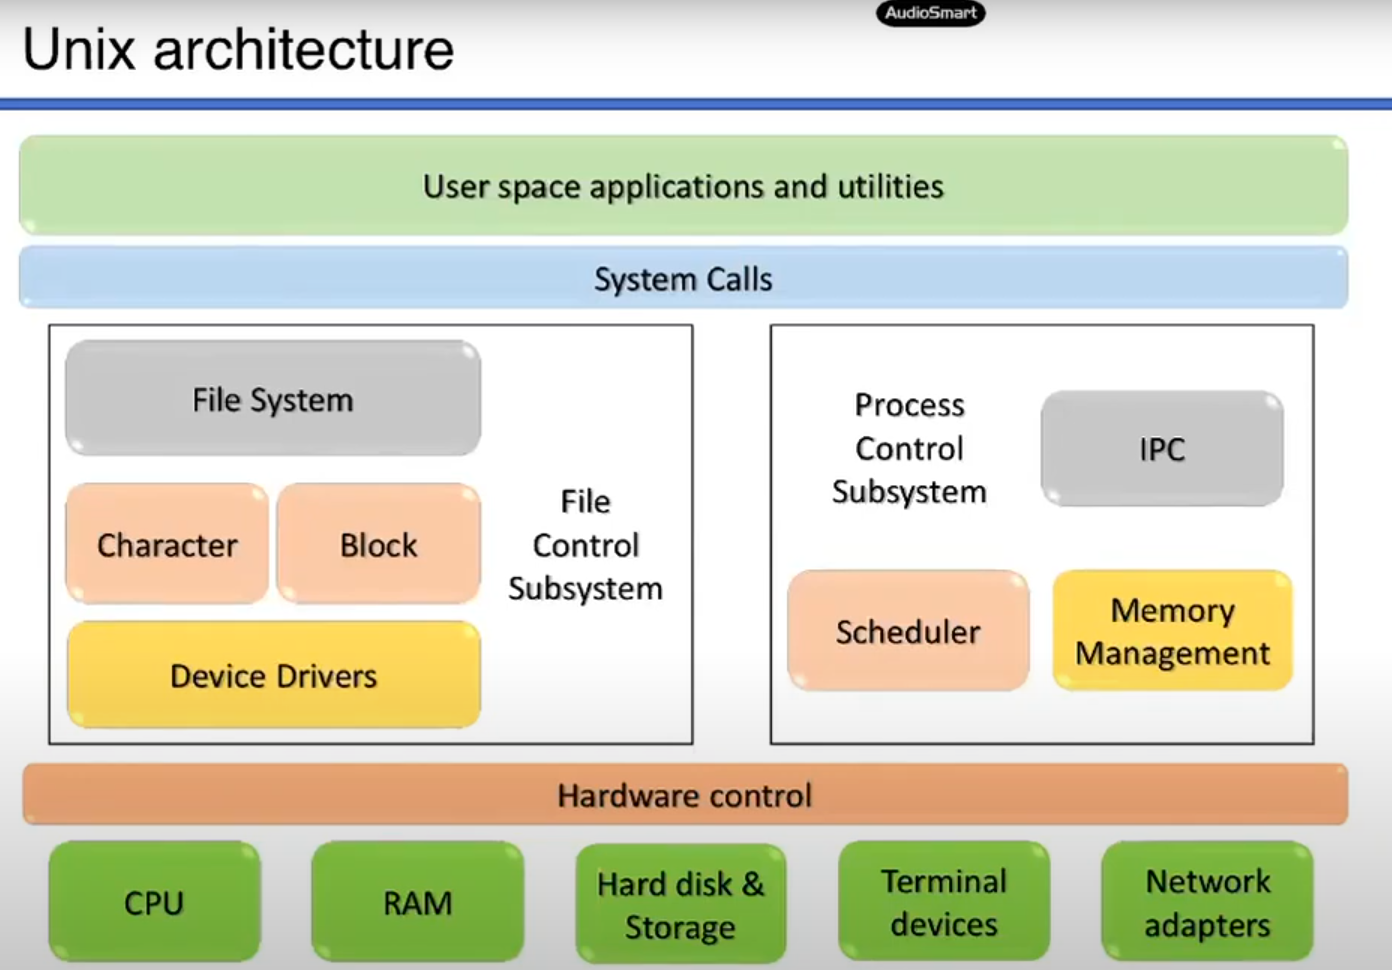 AudioSmart
Unix architecture
User space applications and utilities
System Calls
File System
Character
Block
Device Drivers
File
Control
Subsystem
Process
Control
Subsystem
IPC
Scheduler
Memory
Management
Hardware control
CPU
RAM
Hard disk &
Storage
Terminal
devices
Network
adapters